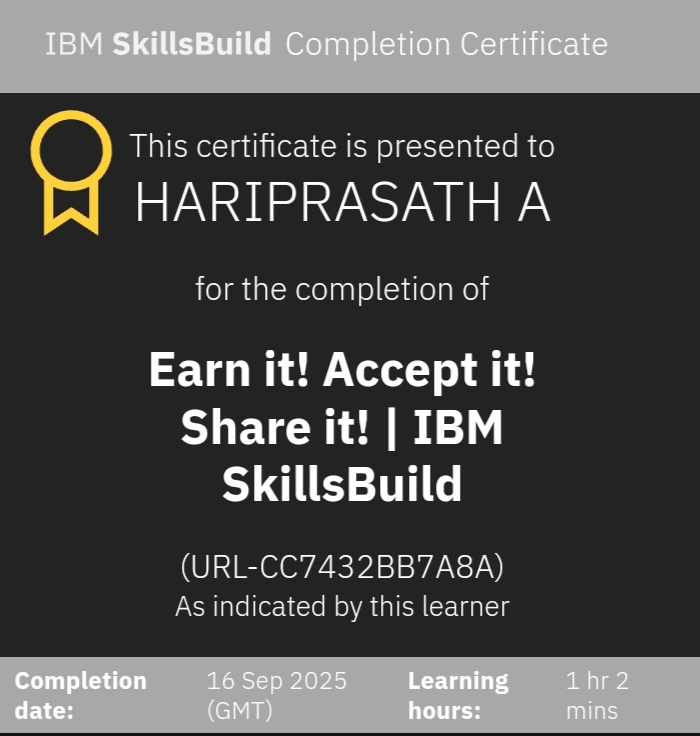 IBM SkillsBuild Completion Certificate
This certificate is presented to
HARIPRASATH A
for the completion of
Earn it! Accept it!
Share it! | IBM
SkillsBuild
(URL-CC7432BB7A8A)
As indicated by this learner
Completion date: 16 Sep 2025 (GMT)
Learning hours: 1 hr 2 mins